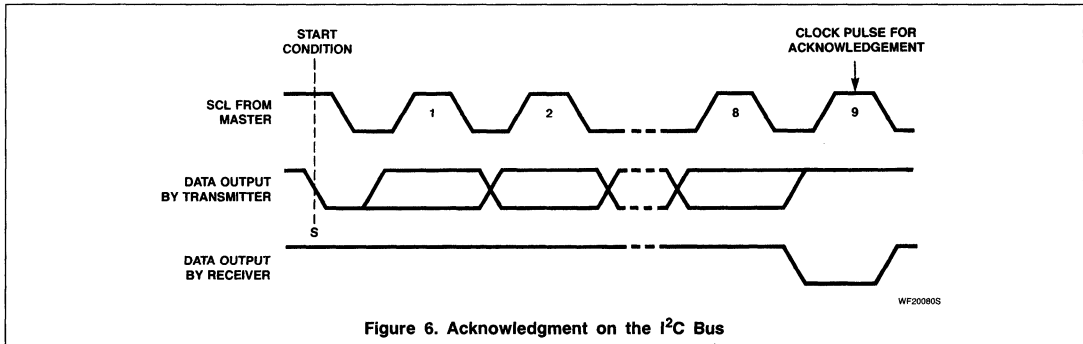 START
CONDITION
CLOCK PULSE FOR
ACKNOWLEDGEMENT
SCL FROM
MASTER
1
2
8
9
DATA OUTPUT
BY TRANSMITTER
S
DATA OUTPUT
BY RECEIVER
WF20080S
Figure 6. Acknowledgment on the I²C Bus